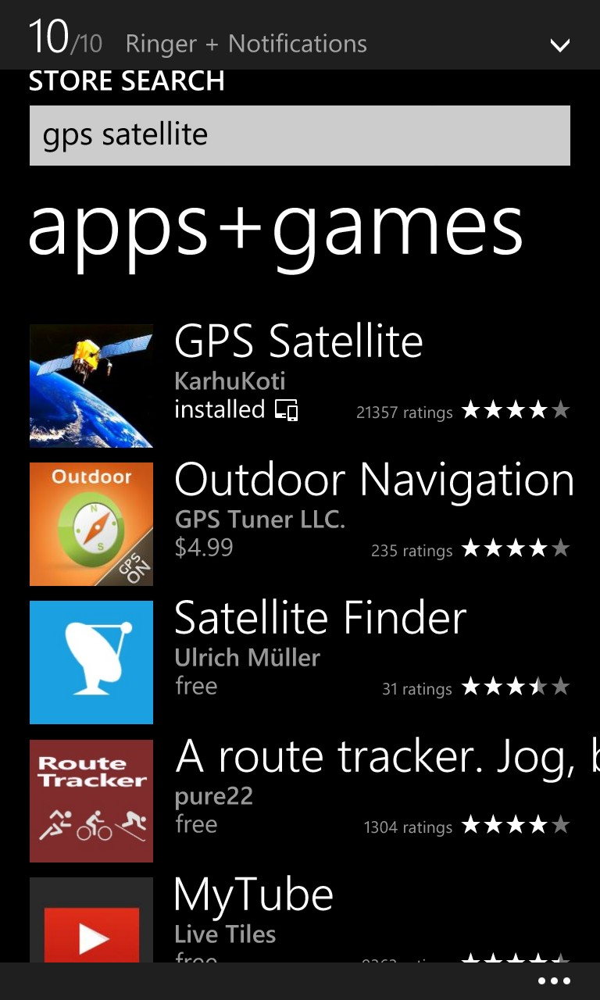 10/10 Ringer + Notifications
STORE SEARCH
gps satellite
apps+games
GPS Satellite
KarhuKoti
installed 21357 ratings
Outdoor
GPS ON
N
S
Outdoor Navigation
GPS Tuner LLC.
$4.99 235 ratings
Satellite Finder
Ulrich Müller
free 31 ratings
Route
Tracker
A route tracker. Jog, b
pure22
free 1304 ratings
MyTube
Live Tiles
free